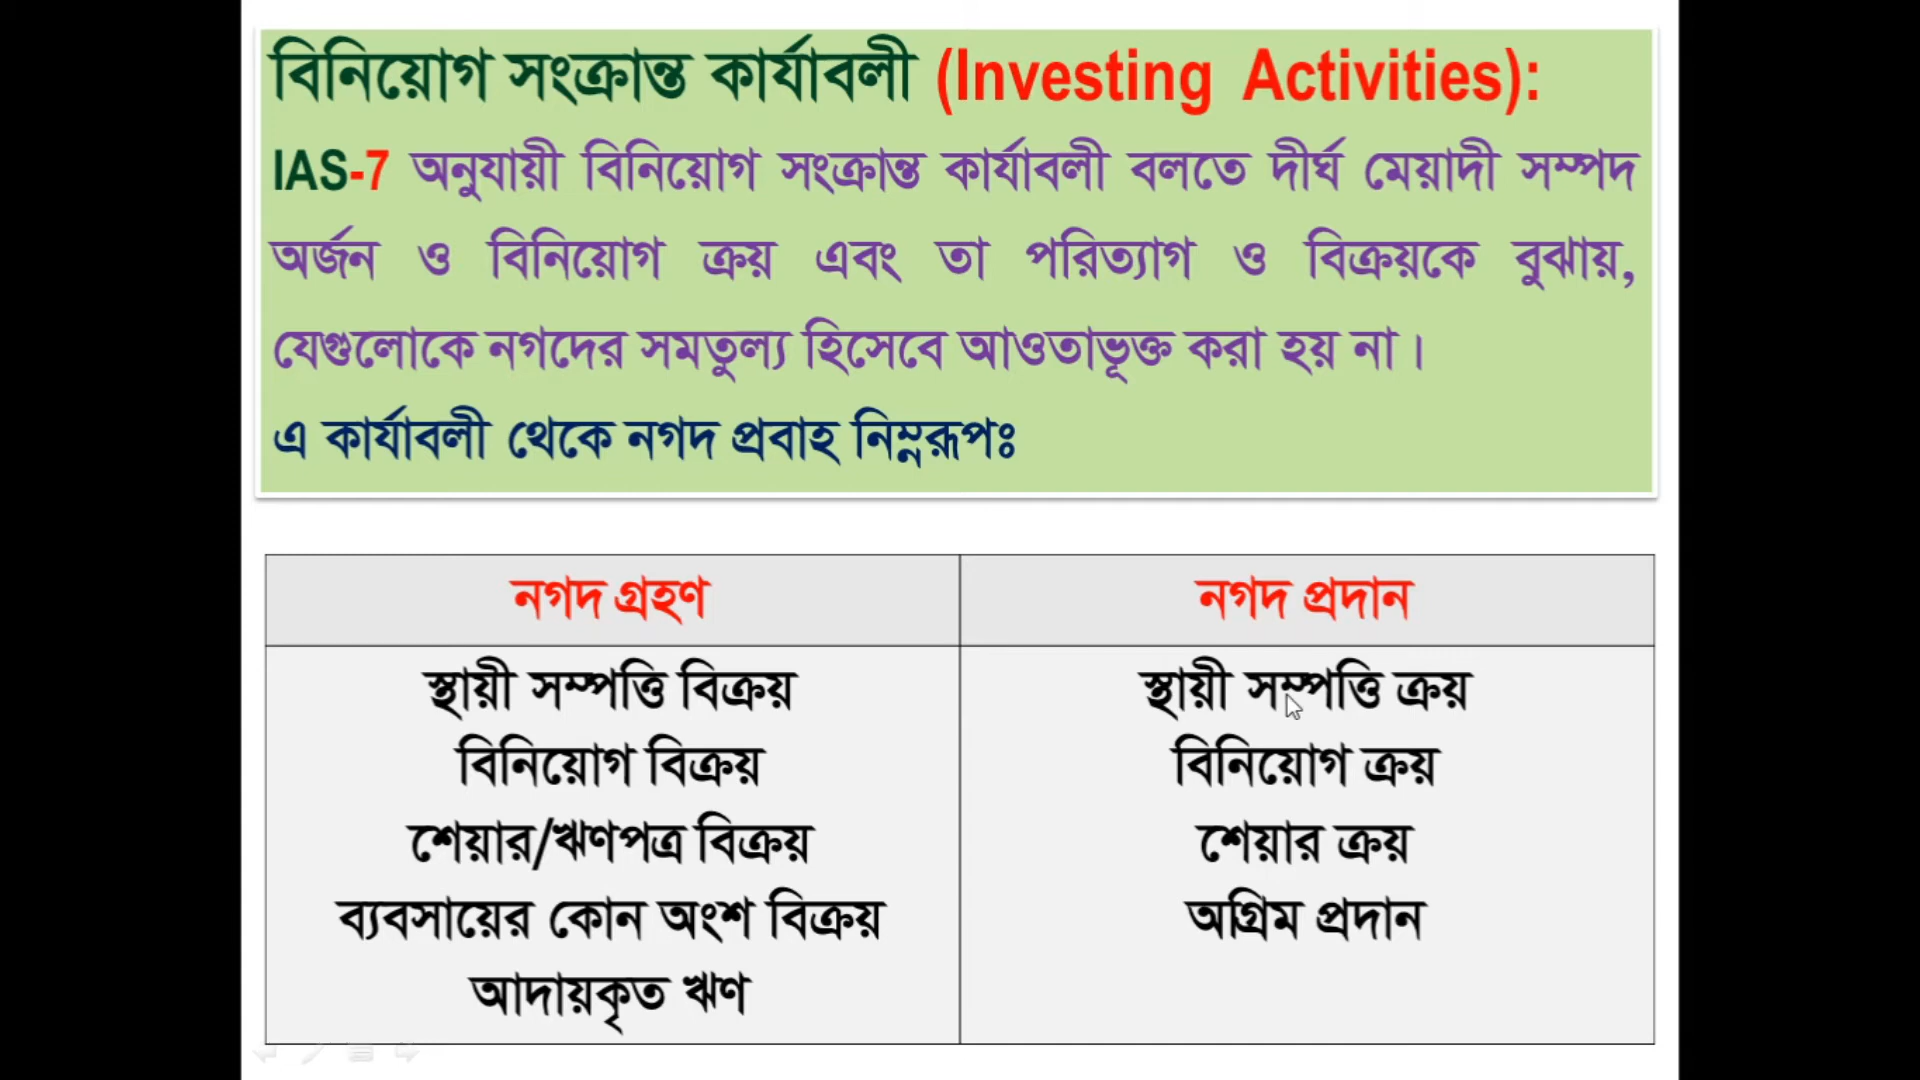 বিনিয়োগ সংক্রান্ত কার্যাবলী (Investing Activities):
IAS-7 অনুযায়ী বিনিয়োগ সংক্রান্ত কার্যাবলী বলতে দীর্ঘ মেয়াদী সম্পদ
অর্জন ও বিনিয়োগ ক্রয় এবং তা পরিত্যাগ ও বিক্রয়কে বুঝায়,
যেগুলোকে নগদের সমতুল্য হিসেবে আওতাভূক্ত করা হয় না।
এ কার্যাবলী থেকে নগদ প্রবাহ নিম্নরূপঃ
নগদ গ্রহণ
স্থায়ী সম্পত্তি বিক্রয়
বিনিয়োগ বিক্রয়
শেয়ার/ঋণপত্র বিক্রয়
ব্যবসায়ের কোন অংশ বিক্রয়
আদায়কৃত ঋণ
নগদ প্রদান
স্থায়ী সম্পত্তি ক্রয়
বিনিয়োগ ক্রয়
শেয়ার ক্রয়
অগ্রিম প্রদান